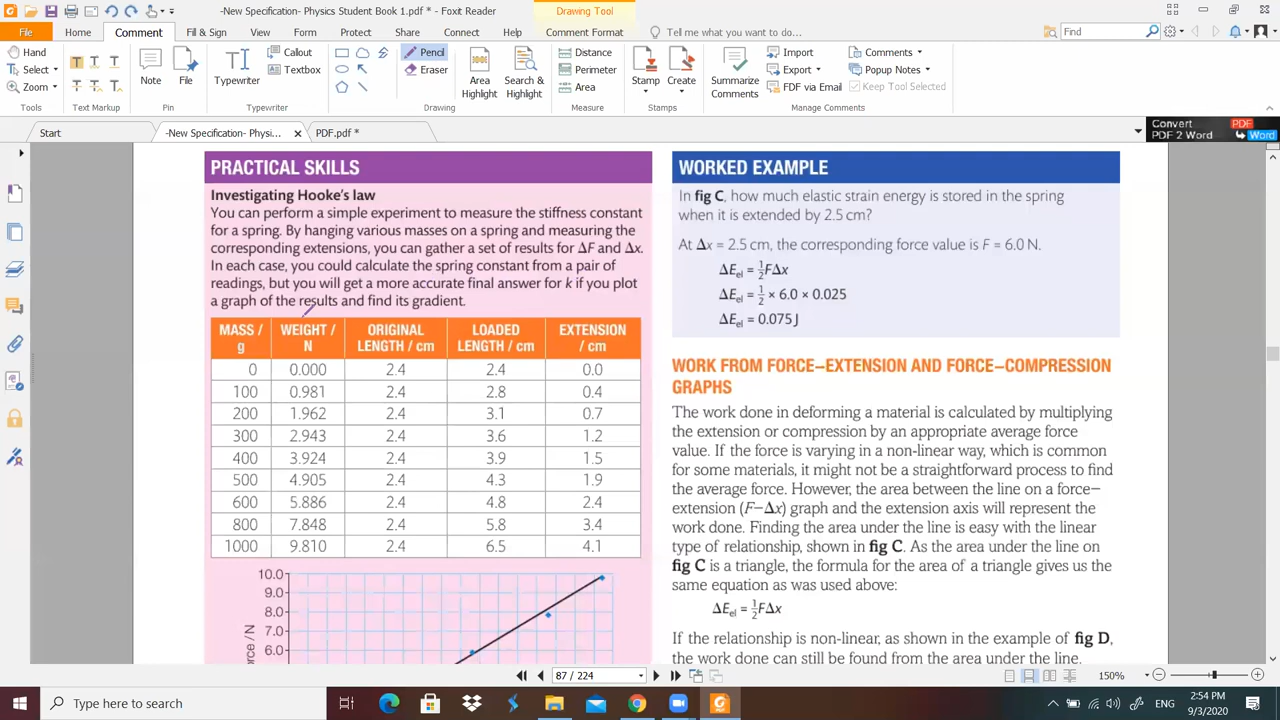 -New Specification- Physics Student Book 1.pdf * - Foxit Reader
Drawing Tool
File Home Comment Fill & Sign View Form Protect Share Connect Help Comment Format Tell me what you want to do... Find
Hand
Select
Zoom
Tools
Text Markup
Note
File
Pin
Typewriter
Callout
Textbox
Typewriter
Pencil
Eraser
Drawing
Area Highlight
Search & Highlight
Distance
Perimeter
Area
Measure
Stamp
Create
Stamps
Summarize Comments
Import
Export
FDF via Email
Comments
Popup Notes
Keep Tool Selected
Manage Comments
Start
-New Specification- Physi...
PDF.pdf *
Convert PDF
PDF 2 Word Word
PRACTICAL SKILLS
Investigating Hooke's law
You can perform a simple experiment to measure the stiffness constant
for a spring. By hanging various masses on a spring and measuring the
corresponding extensions, you can gather a set of results for ΔF and Δx.
In each case, you could calculate the spring constant from a pair of
readings, but you will get a more accurate final answer for k if you plot
a graph of the results and find its gradient.
MASS / g WEIGHT / N ORIGINAL LENGTH / cm LOADED LENGTH / cm EXTENSION / cm
0 0.000 2.4 2.4 0.0
100 0.981 2.4 2.8 0.4
200 1.962 2.4 3.1 0.7
300 2.943 2.4 3.6 1.2
400 3.924 2.4 3.9 1.5
500 4.905 2.4 4.3 1.9
600 5.886 2.4 4.8 2.4
800 7.848 2.4 5.8 3.4
1000 9.810 2.4 6.5 4.1
10.0
9.0
8.0
7.0
6.0
/ N
WORKED EXAMPLE
In fig C, how much elastic strain energy is stored in the spring
when it is extended by 2.5 cm?
At Δx = 2.5 cm, the corresponding force value is F = 6.0 N.
ΔEel = ½FΔx
ΔEel = ½ × 6.0 × 0.025
ΔEel = 0.075 J
WORK FROM FORCE–EXTENSION AND FORCE–COMPRESSION
GRAPHS
The work done in deforming a material is calculated by multiplying
the extension or compression by an appropriate average force
value. If the force is varying in a non-linear way, which is common
for some materials, it might not be a straightforward process to find
the average force. However, the area between the line on a force–
extension (F–Δx) graph and the extension axis will represent the
work done. Finding the area under the line is easy with the linear
type of relationship, shown in fig C. As the area under the line on
fig C is a triangle, the formula for the area of a triangle gives us the
same equation as was used above:
ΔEel = ½FΔx
If the relationship is non-linear, as shown in the example of fig D,
the work done can still be found from the area under the line.
87 / 224
150%
Type here to search
ENG
2:54 PM
9/3/2020